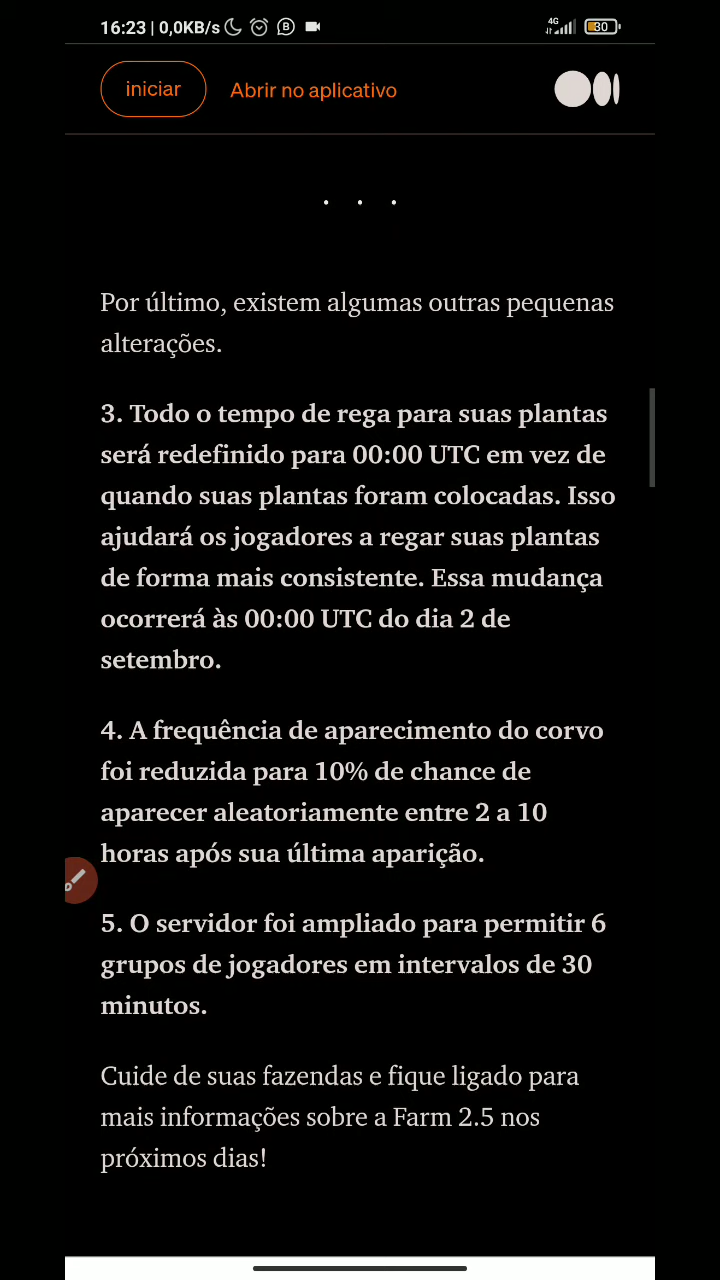 16:23 | 0,0KB/s
4G
30
iniciar
Abrir no aplicativo
. . .
Por último, existem algumas outras pequenas
alterações.
3. Todo o tempo de rega para suas plantas
será redefinido para 00:00 UTC em vez de
quando suas plantas foram colocadas. Isso
ajudará os jogadores a regar suas plantas
de forma mais consistente. Essa mudança
ocorrerá às 00:00 UTC do dia 2 de
setembro.
4. A frequência de aparecimento do corvo
foi reduzida para 10% de chance de
aparecer aleatoriamente entre 2 a 10
horas após sua última aparição.
5. O servidor foi ampliado para permitir 6
grupos de jogadores em intervalos de 30
minutos.
Cuide de suas fazendas e fique ligado para
mais informações sobre a Farm 2.5 nos
próximos dias!